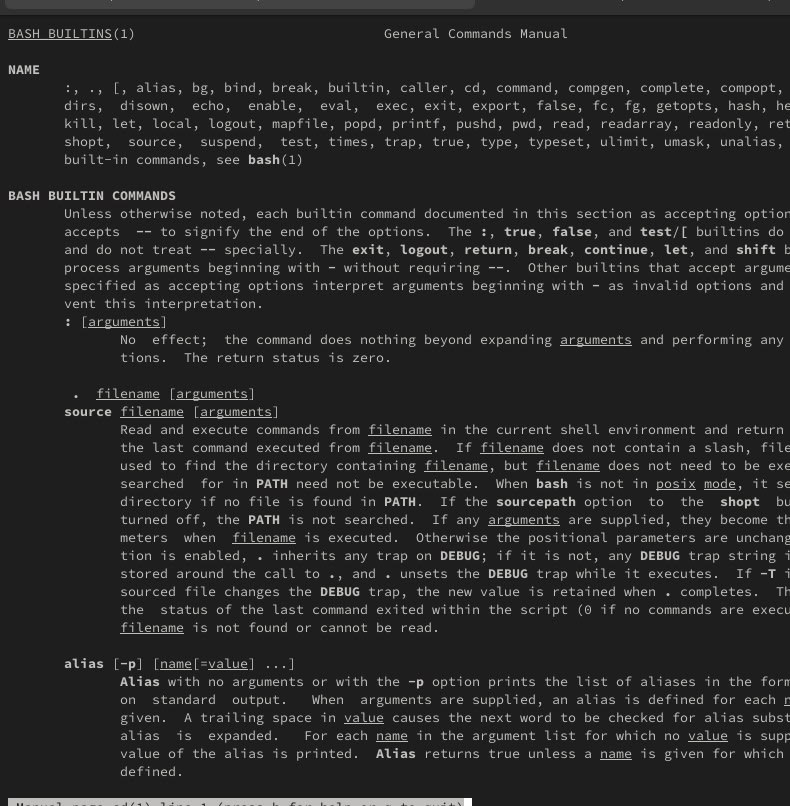 BASH BUILTINS(1) General Commands Manual
NAME
:, ., [, alias, bg, bind, break, builtin, caller, cd, command, compgen, complete, compopt,
dirs, disown, echo, enable, eval, exec, exit, export, false, fc, fg, getopts, hash, he
kill, let, local, logout, mapfile, popd, printf, pushd, pwd, read, readarray, readonly, ret
shopt, source, suspend, test, times, trap, true, type, typeset, ulimit, umask, unalias,
built-in commands, see bash(1)
BASH BUILTIN COMMANDS
Unless otherwise noted, each builtin command documented in this section as accepting option
accepts -- to signify the end of the options. The :, true, false, and test/[ builtins do
and do not treat -- specially. The exit, logout, return, break, continue, let, and shift b
process arguments beginning with - without requiring --. Other builtins that accept argume
specified as accepting options interpret arguments beginning with - as invalid options and
vent this interpretation.
: [arguments]
No effect; the command does nothing beyond expanding arguments and performing any
tions. The return status is zero.
. filename [arguments]
source filename [arguments]
Read and execute commands from filename in the current shell environment and return
the last command executed from filename. If filename does not contain a slash, file
used to find the directory containing filename, but filename does not need to be exe
searched for in PATH need not be executable. When bash is not in posix mode, it se
directory if no file is found in PATH. If the sourcepath option to the shopt bu
turned off, the PATH is not searched. If any arguments are supplied, they become th
meters when filename is executed. Otherwise the positional parameters are unchang
tion is enabled, . inherits any trap on DEBUG; if it is not, any DEBUG trap string i
stored around the call to ., and . unsets the DEBUG trap while it executes. If -T i
sourced file changes the DEBUG trap, the new value is retained when . completes. Th
the status of the last command exited within the script (0 if no commands are execu
filename is not found or cannot be read.
alias [-p] [name[=value] ...]
Alias with no arguments or with the -p option prints the list of aliases in the form
on standard output. When arguments are supplied, an alias is defined for each n
given. A trailing space in value causes the next word to be checked for alias subst
alias is expanded. For each name in the argument list for which no value is supp
value of the alias is printed. Alias returns true unless a name is given for which
defined.
Manual page cd(1) line 1 (press h for help or q to quit)